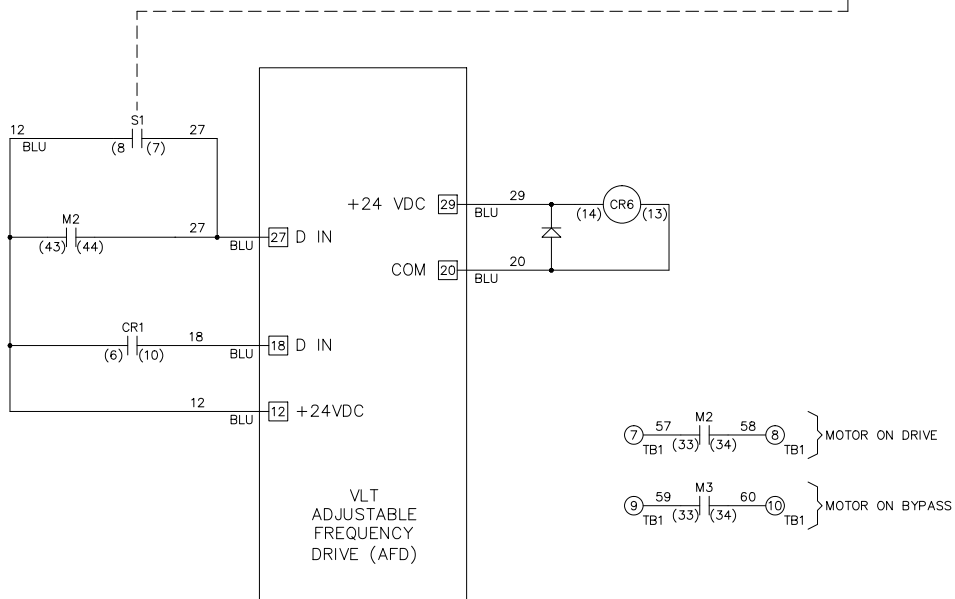 S1
12 27
BLU (8 (7)
+24 VDC 29 29 CR6
BLU (14) (13)
M2
27
(43) (44) BLU 27 D IN
COM 20 20
BLU
CR1
18
(6) (10) BLU 18 D IN
12
BLU 12 +24VDC
M2
7 57 58 8 MOTOR ON DRIVE
TB1 (33) (34) TB1
M3
9 59 60 10 MOTOR ON BYPASS
TB1 (33) (34) TB1
VLT
ADJUSTABLE
FREQUENCY
DRIVE (AFD)